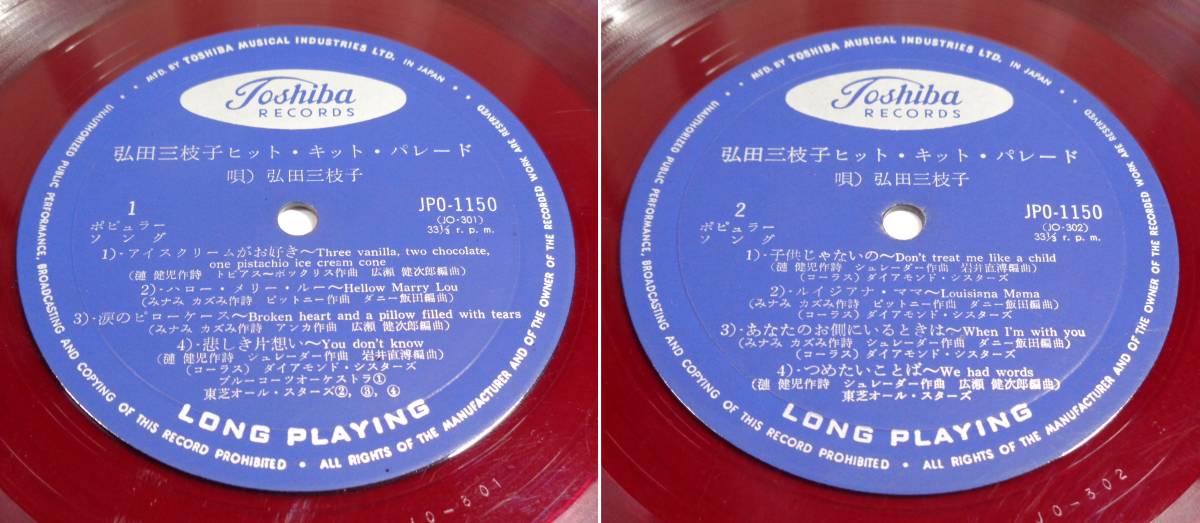 MFD. BY TOSHIBA MUSICAL INDUSTRIES LTD. IN JAPAN
Toshiba
RECORDS
弘田三枝子ヒット・キット・パレード
唄) 弘田三枝子
1
ポピュラー
ソング
JPO-1150
(JO・301)
33⅓ r. p. m.
1)・アイスクリームがお好き〜Three vanilla, two chocolate,
one pistachio ice cream cone
(漣 健児作詩 トビアス〜ボックリス作曲 広瀬 健次郎編曲)
2)・ハロー・メリー・ルー〜Hellow Marry Lou
(みナみ カズみ作詩 ピットニー作曲 ダニー飯田編曲)
3)・涙のピローケース〜Broken heart and a pillow filled with tears
(みナみ カズみ作詩 アンカ作曲 広瀬 健次郎編曲)
4)・悲しき片想い〜You don't know
(漣 健児作詩 シュレーダー作曲 岩井直溥編曲)
(コーラス) ダイアモンド・シスターズ
ブルーコーツオーケストラ①
東芝オール・スターズ②, ③, ④
LONG PLAYING
UNAUTHORIZED PUBLIC PERFORMANCE, BROADCASTING AND COPYING OF THIS RECORD PROHIBITED • ALL RIGHTS OF THE MANUFACTURER AND OF THE OWNER OF THE RECORDED WORK ARE RESERVED
JO-301
MFD. BY TOSHIBA MUSICAL INDUSTRIES LTD. IN JAPAN
Toshiba
RECORDS
弘田三枝子ヒット・キット・パレード
唄) 弘田三枝子
2
ポピュラー
ソング
JPO-1150
(JO・302)
33⅓ r. p. m.
1)・子供じゃないの〜Don't treat me like a child
(漣 健児作詩 シュレーダー作曲 岩井直溥編曲)
(コーラス) ダイアモンド・シスターズ
2)・ルイジアナ・ママ〜Louisiana Mama
(みナみ カズみ作詩 ピットニー作曲 ダニー飯田編曲)
(コーラス) ダイアモンド・シスターズ
3)・あなたのお側にいるときは〜When I'm with you
(みナみ カズみ作詩 シュレーダー作曲 ダニー飯田編曲)
(コーラス) ダイアモンド・シスターズ
4)・つめたいことば〜We had words
(漣 健児作詩 シュレーダー作曲 広瀬 健次郎編曲)
東芝オール・スターズ
LONG PLAYING
UNAUTHORIZED PUBLIC PERFORMANCE, BROADCASTING AND COPYING OF THIS RECORD PROHIBITED • ALL RIGHTS OF THE MANUFACTURER AND OF THE OWNER OF THE RECORDED WORK ARE RESERVED
JO-302